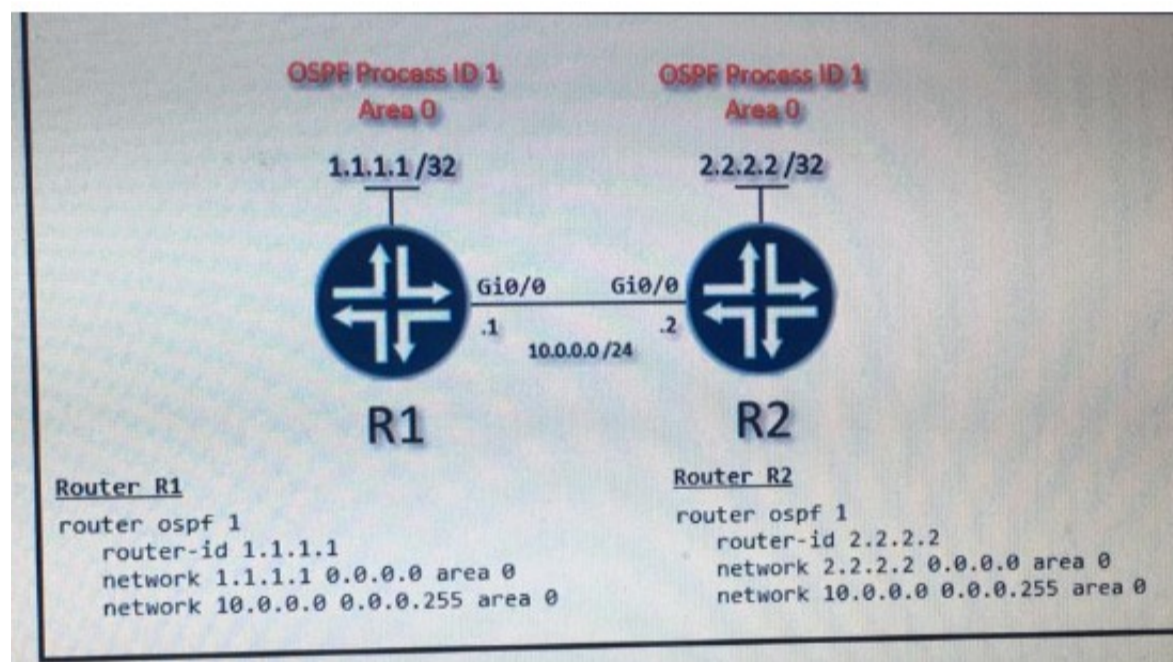 OSPF Process ID 1
Area 0
OSPF Process ID 1
Area 0
1.1.1.1 /32
2.2.2.2 /32
Gi0/0
Gi0/0
.1
.2
10.0.0.0 /24
R1
R2
Router R1
router ospf 1
router-id 1.1.1.1
network 1.1.1.1 0.0.0.0 area 0
network 10.0.0.0 0.0.0.255 area 0
Router R2
router ospf 1
router-id 2.2.2.2
network 2.2.2.2 0.0.0.0 area 0
network 10.0.0.0 0.0.0.255 area 0